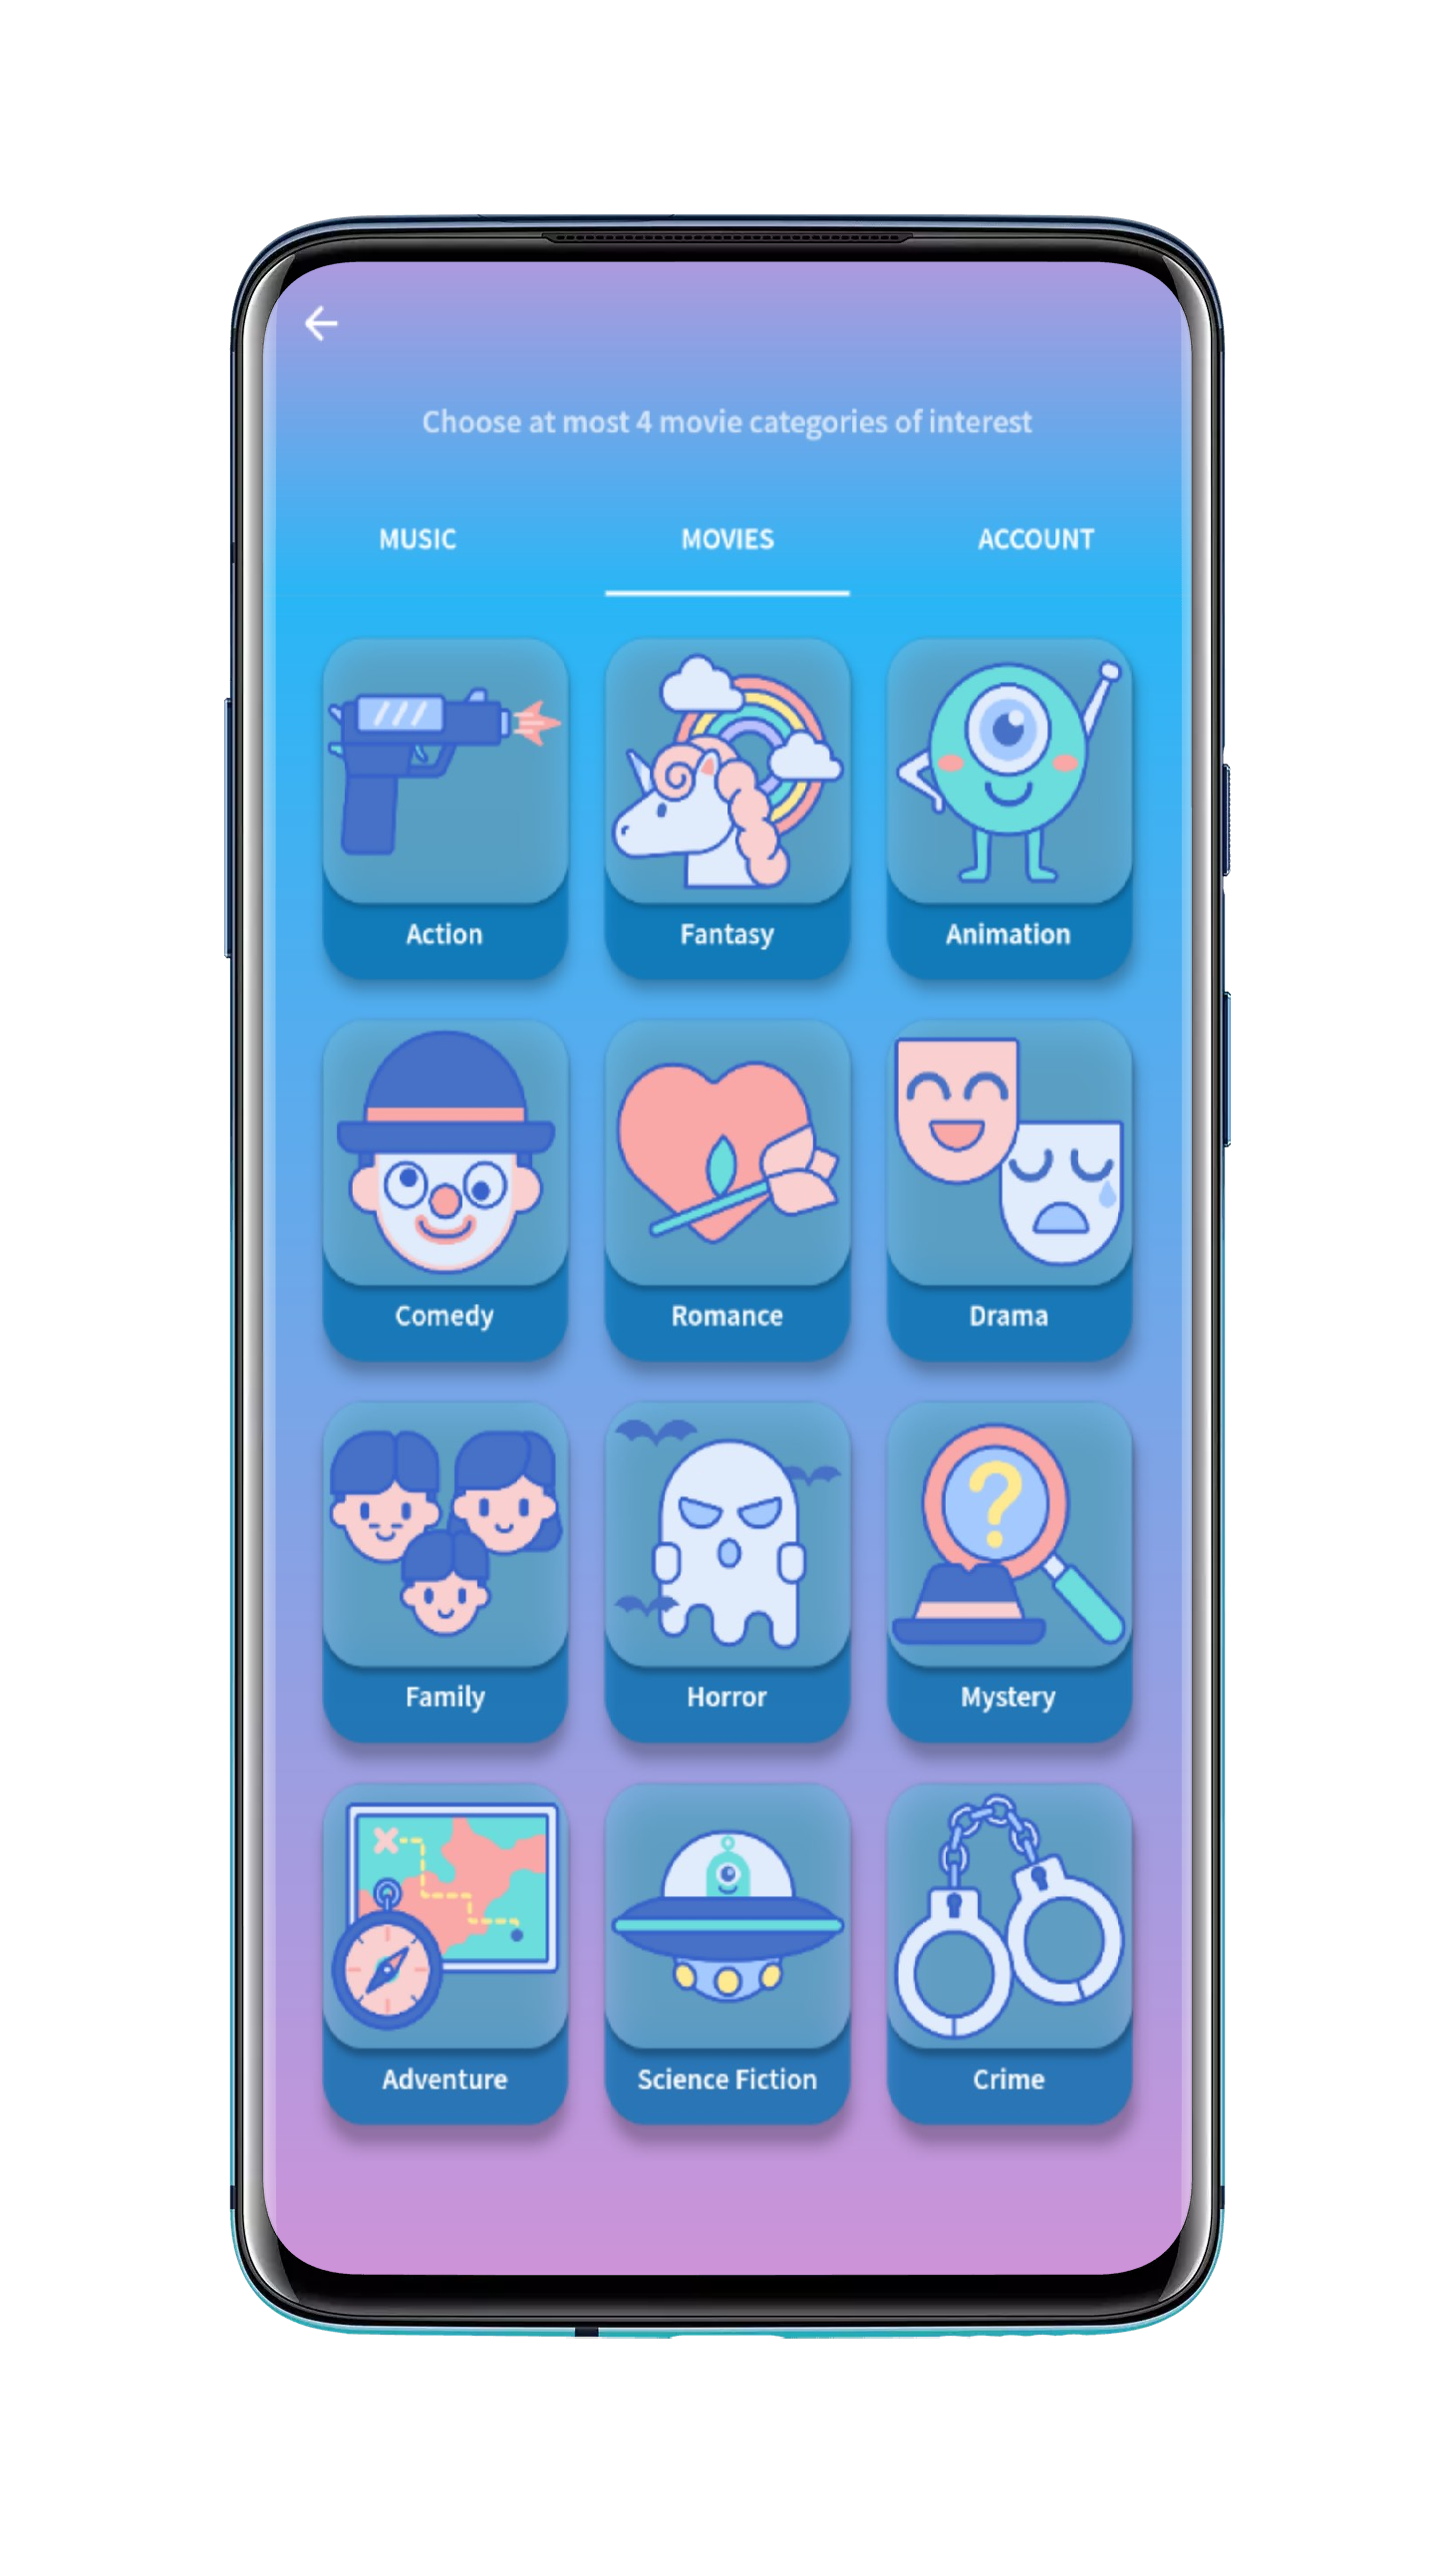 Choose at most 4 movie categories of interest
MUSIC MOVIES ACCOUNT
Action Fantasy Animation
Comedy Romance Drama
Family Horror Mystery
?
Adventure Science Fiction Crime